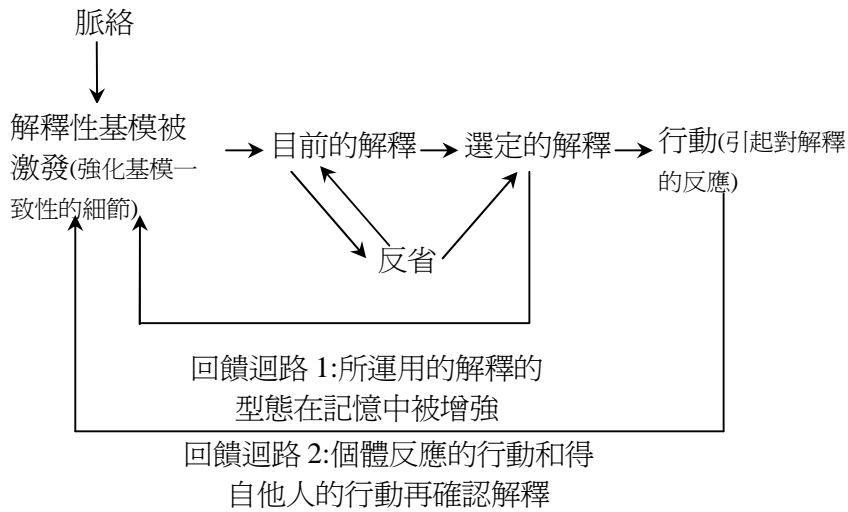 脈絡
解釋性基模被
激發(強化基模一
致性的細節)
目前的解釋
選定的解釋
行動(引起對解釋
的反應)
反省
回饋迴路 1:所運用的解釋的
型態在記憶中被增強
回饋迴路 2:個體反應的行動和得
自他人的行動再確認解釋